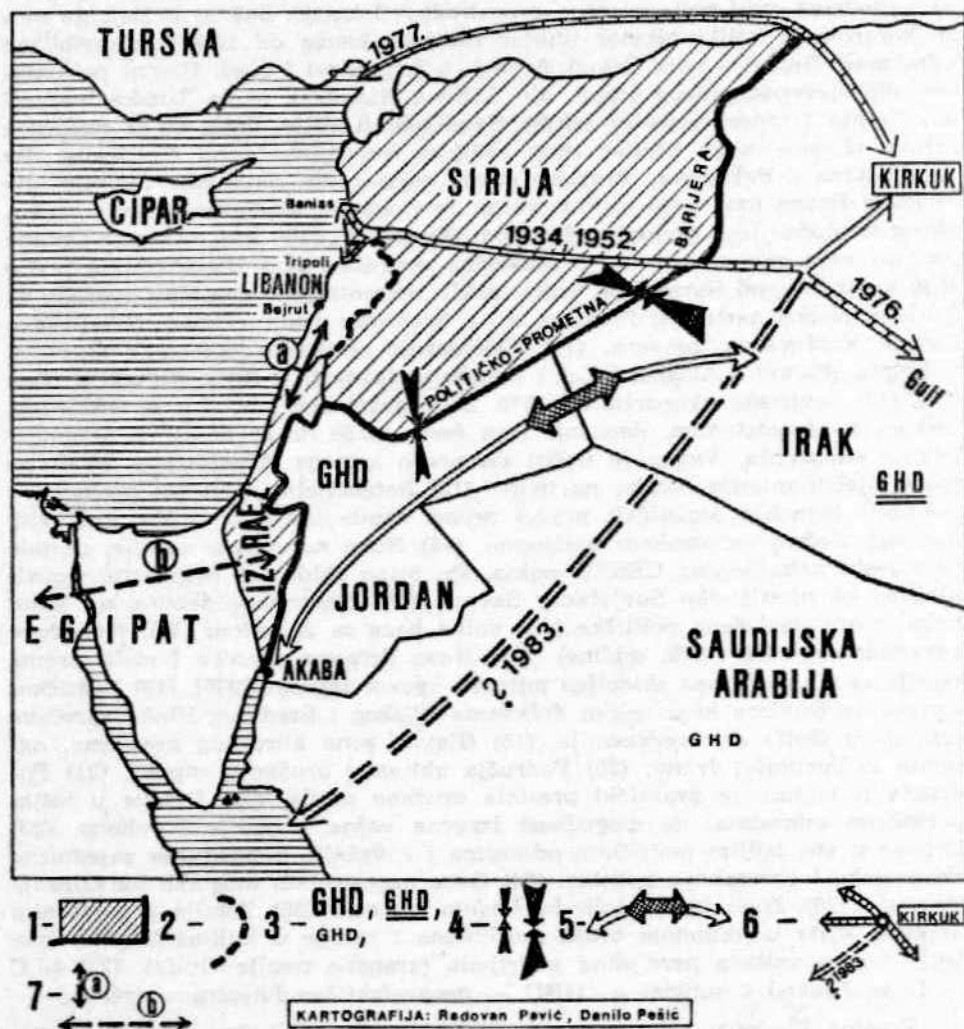 TURSKA
1977.
KIRKUK
SIRIJA
BARIJERA
CIPAR
Banias
1934, 1952.
Tripoli
LIBANON
Bejrut
1976.
Gulf
POLITIČKO-PROMETNA
a
IRAK
GHD
GHD
IZRAEL
b
JORDAN
EGIPAT
AKABA
1983.
?
SAUDIJSKA
ARABIJA
GHD
1- 2- 3- GHD, GHD, GHD, 4- 5- 6- KIRKUK
1983.
7- a
b
KARTOGRAFIJA: Radovan Pavić, Danilo Pešić